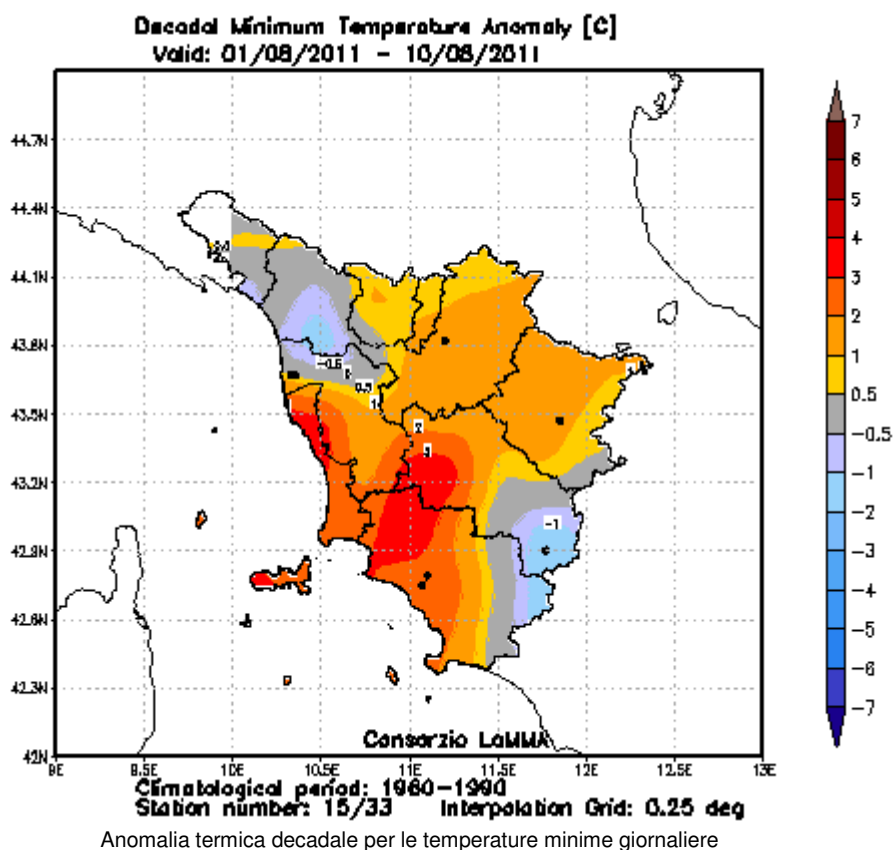 Decadal Minimum Temperature Anomaly [C]
Valid: 01/08/2011 - 10/08/2011
44.7N
44.4N
44.1N
43.8N
43.5N
43.2N
42.9N
42.6N
42.3N
42N
9E 9.5E 10E 10.5E 11E 11.5E 12E 12.5E 13E
-0.5
0.5
1
2
3
-1
7
6
5
4
3
2
1
0.5
-0.5
-1
-2
-3
-4
-5
-6
-7
Consorzio LaMMA
Climatological period: 1960-1990
Station number: 15/33 Interpolation Grid: 0.25 deg
Anomalia termica decadale per le temperature minime giornaliere